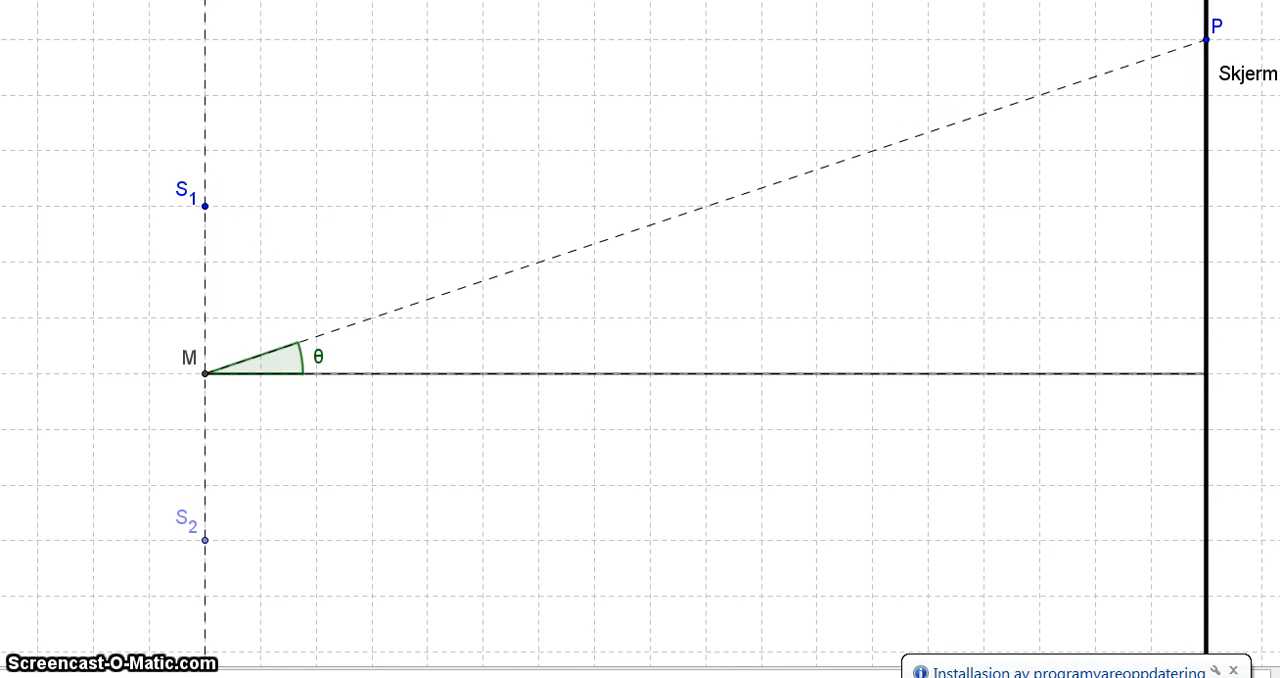 P
Skjerm
S1
M
θ
S2
Screencast-O-Matic.com
Installasjon av programvareoppdatering